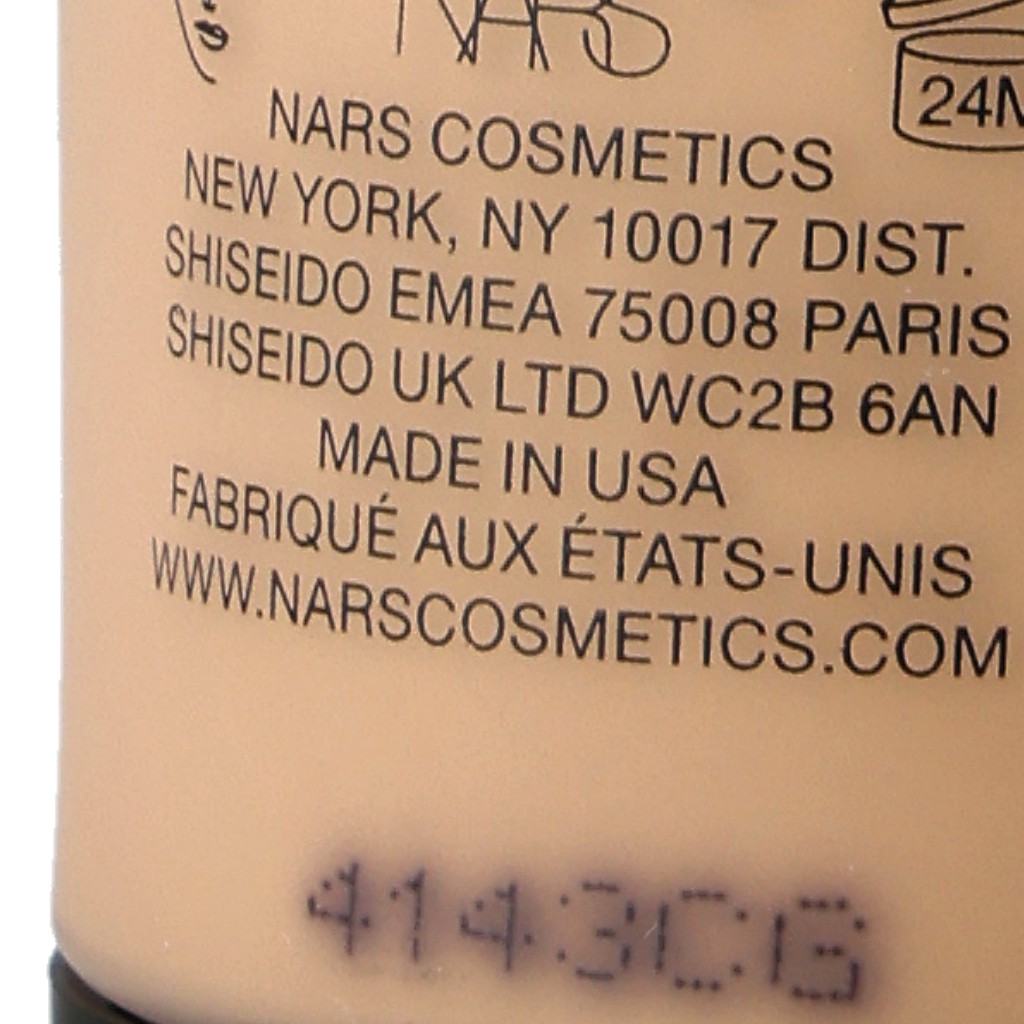 NARS
24M
NARS COSMETICS
NEW YORK, NY 10017 DIST.
SHISEIDO EMEA 75008 PARIS
SHISEIDO UK LTD WC2B 6AN
MADE IN USA
FABRIQUÉ AUX ÉTATS-UNIS
WWW.NARSCOSMETICS.COM
4143CG